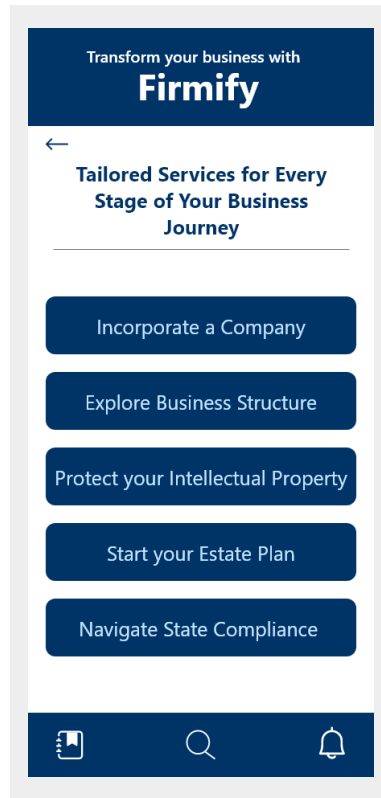 Transform your business with
Firmify
Tailored Services for Every
Stage of Your Business
Journey
Incorporate a Company
Explore Business Structure
Protect your Intellectual Property
Start your Estate Plan
Navigate State Compliance